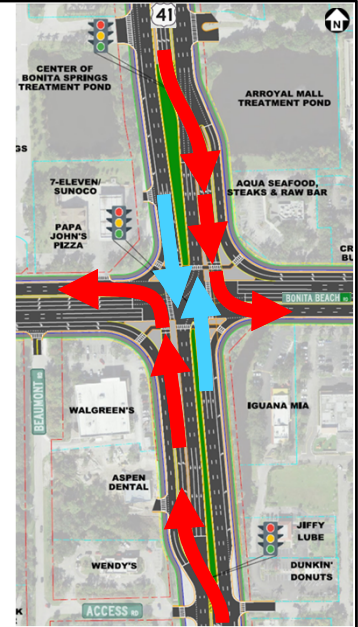 41
N
CENTER OF
BONITA SPRINGS
TREATMENT POND
ARROYAL MALL
TREATMENT POND
GS
7-ELEVEN/
SUNOCO
AQUA SEAFOOD,
STEAKS & RAW BAR
PAPA
JOHN'S
PIZZA
CR
BU
BONITA BEACH RD
BEAUMONT RD
WALGREEN'S
IGUANA MIA
ASPEN
DENTAL
JIFFY
LUBE
WENDY'S
DUNKIN'
DONUTS
K
ACCESS RD